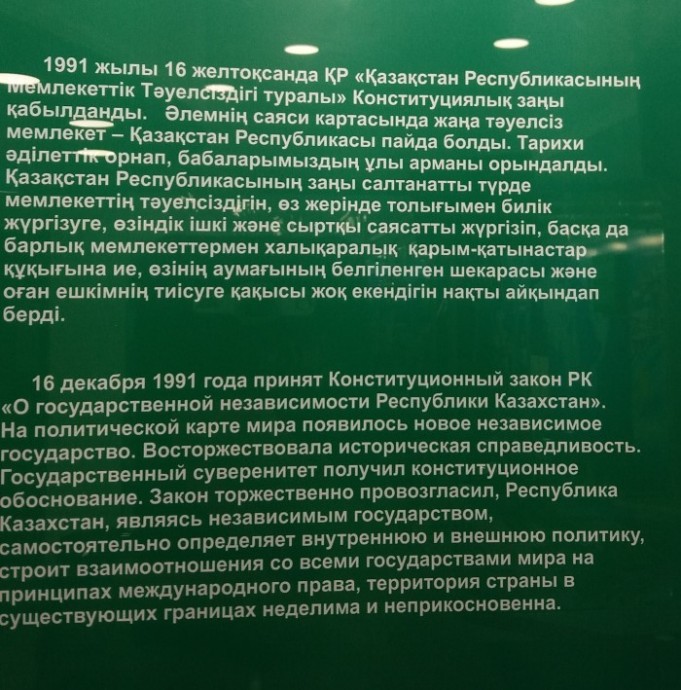 1991 жылы 16 желтоқсанда ҚР «Қазақстан Республикасының
Мемлекеттік Тәуелсіздігі туралы» Конституциялық заңы
қабылданды. Әлемнің саяси картасында жаңа тәуелсіз
мемлекет – Қазақстан Республикасы пайда болды. Тарихи
әділеттік орнап, бабаларымыздың ұлы арманы орындалды.
Қазақстан Республикасының заңы салтанатты түрде
мемлекеттің тәуелсіздігін, өз жерінде толығымен билік
жүргізуге, өзіндік ішкі және сыртқы саясатты жүргізіп, басқа да
барлық мемлекеттермен халықаралық қарым-қатынастар
құқығына ие, өзінің аумағының белгіленген шекарасы және
оған ешкімнің тиісуге қақысы жоқ екендігін нақты айқындап
берді.
16 декабря 1991 года принят Конституционный закон РК
«О государственной независимости Республики Казахстан».
На политической карте мира появилось новое независимое
государство. Восторжествовала историческая справедливость.
Государственный суверенитет получил конституционное
обоснование. Закон торжественно провозгласил, Республика
Казахстан, являясь независимым государством,
самостоятельно определяет внутреннюю и внешнюю политику,
строит взаимоотношения со всеми государствами мира на
принципах международного права, территория страны в
существующих границах неделима и неприкосновенна.